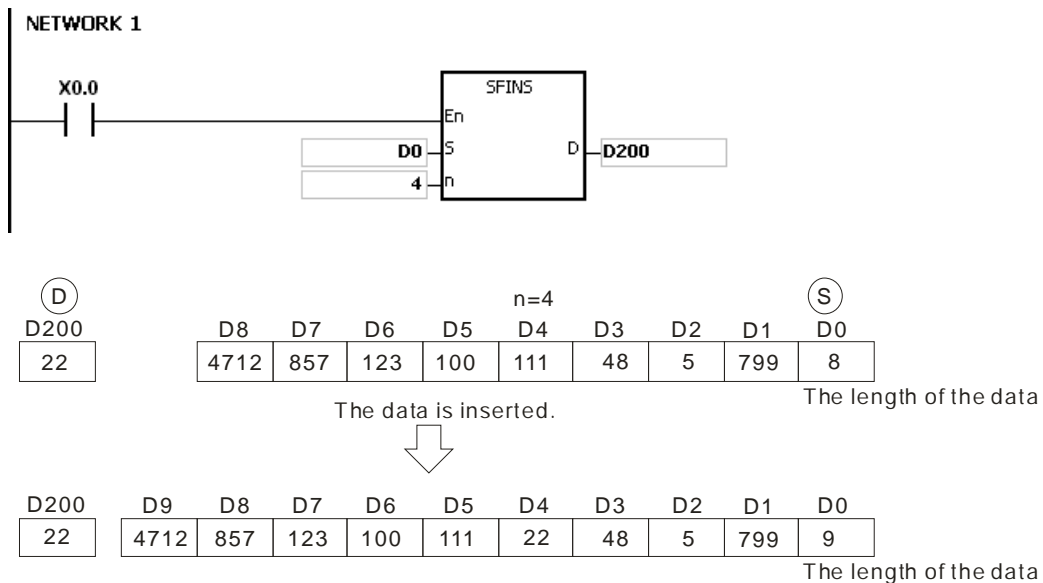 NETWORK 1
X0.0
SFINS
En
D0 S D D200
4 n
D n=4 S
D200 D8 D7 D6 D5 D4 D3 D2 D1 D0
22 4712 857 123 100 111 48 5 799 8
The length of the data
The data is inserted.
D200 D9 D8 D7 D6 D5 D4 D3 D2 D1 D0
22 4712 857 123 100 111 22 48 5 799 9
The length of the data